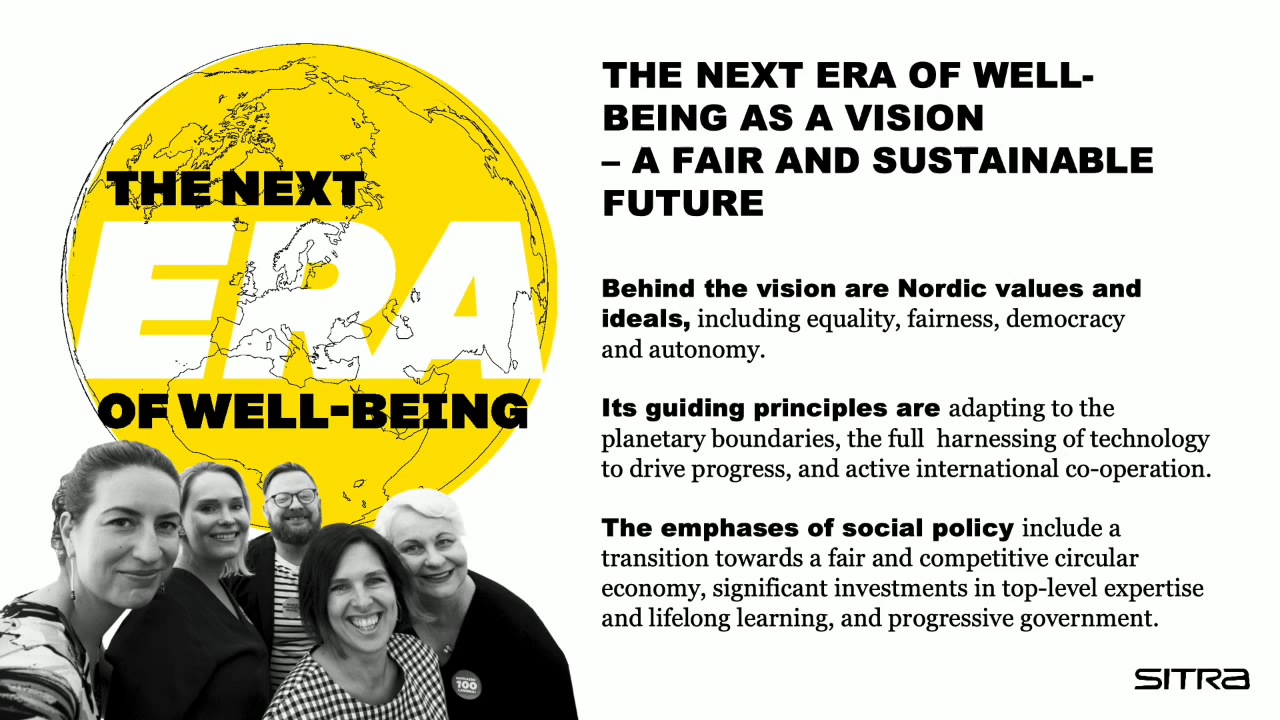 THE NEXT
ERA
OF WELL-BEING
THE NEXT ERA OF WELL-
BEING AS A VISION
– A FAIR AND SUSTAINABLE
FUTURE
Behind the vision are Nordic values and
ideals, including equality, fairness, democracy
and autonomy.
Its guiding principles are adapting to the
planetary boundaries, the full  harnessing of technology
to drive progress, and active international co-operation.
The emphases of social policy include a
transition towards a fair and competitive circular
economy, significant investments in top-level expertise
and lifelong learning, and progressive government.
100
SITRA